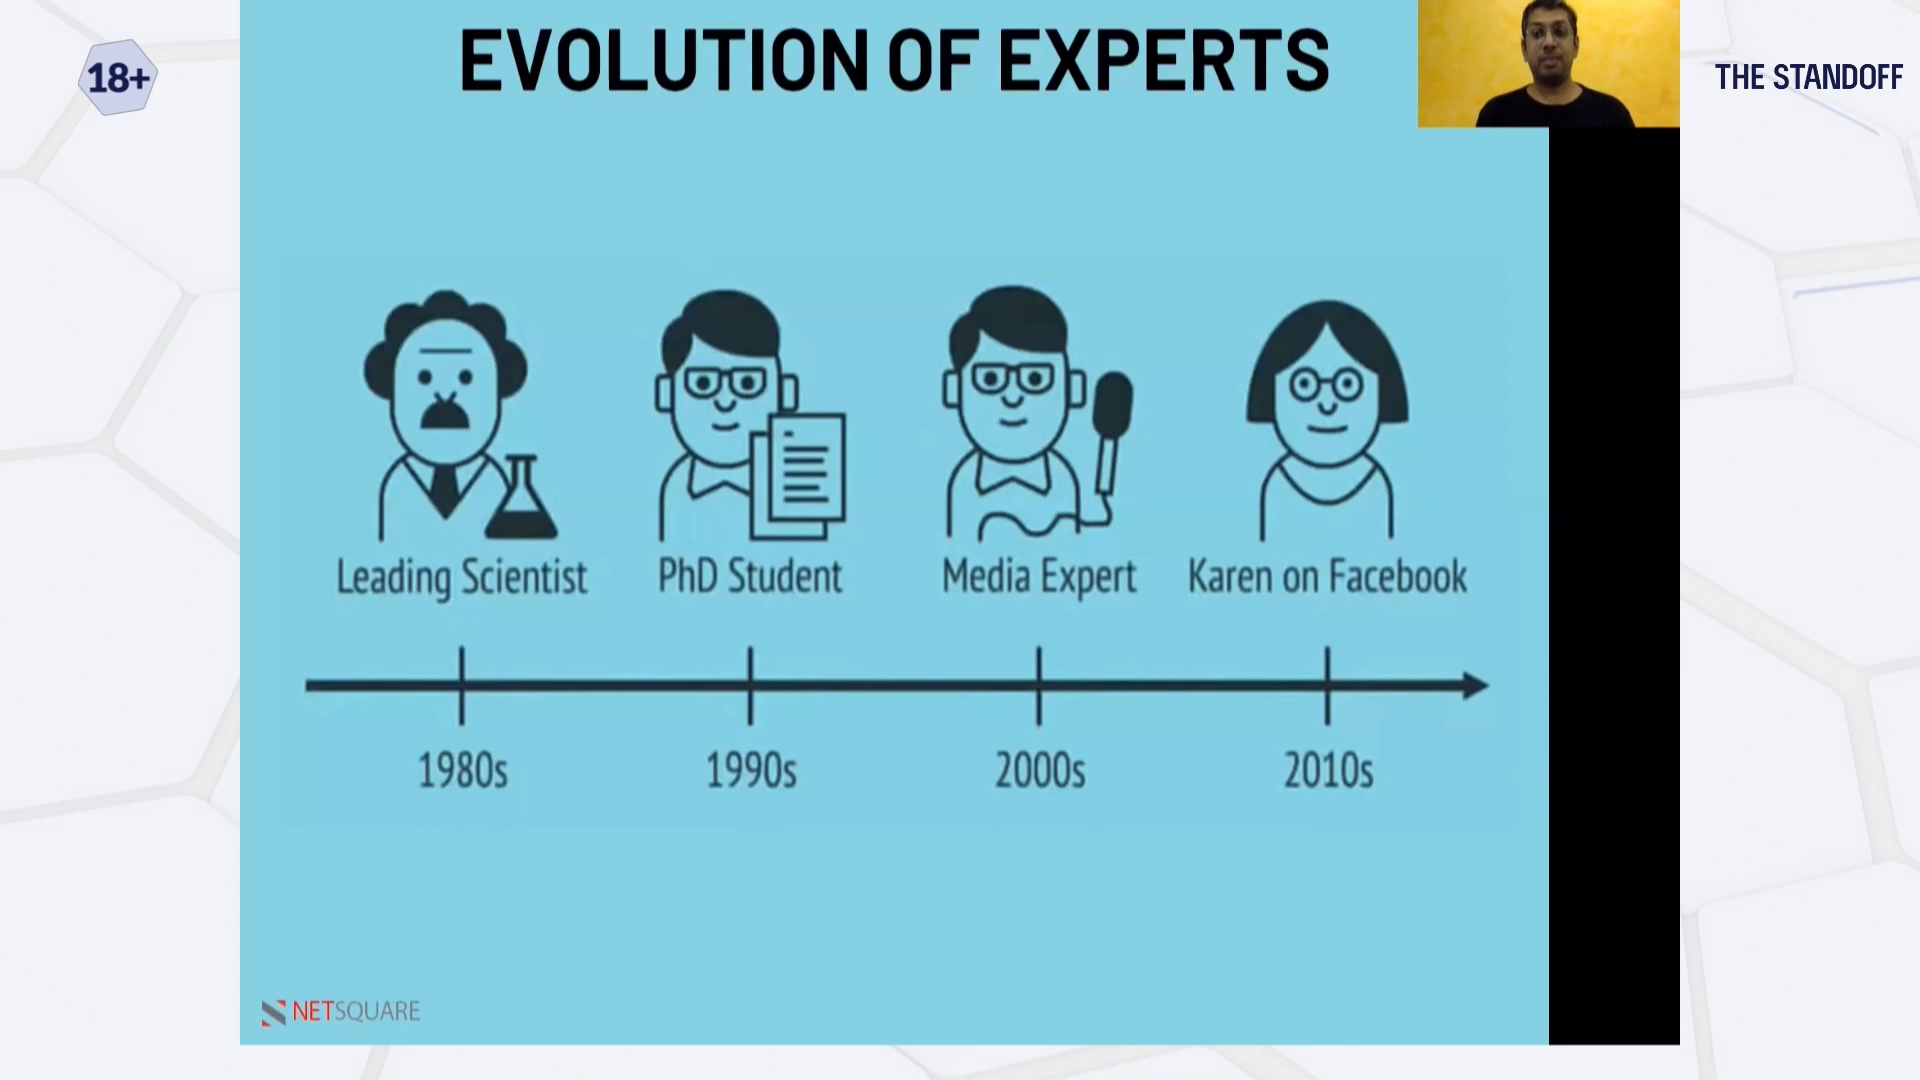 EVOLUTION OF EXPERTS
18+
THE STANDOFF
Leading Scientist
PhD Student
Media Expert
Karen on Facebook
1980s
1990s
2000s
2010s
NETSQUARE